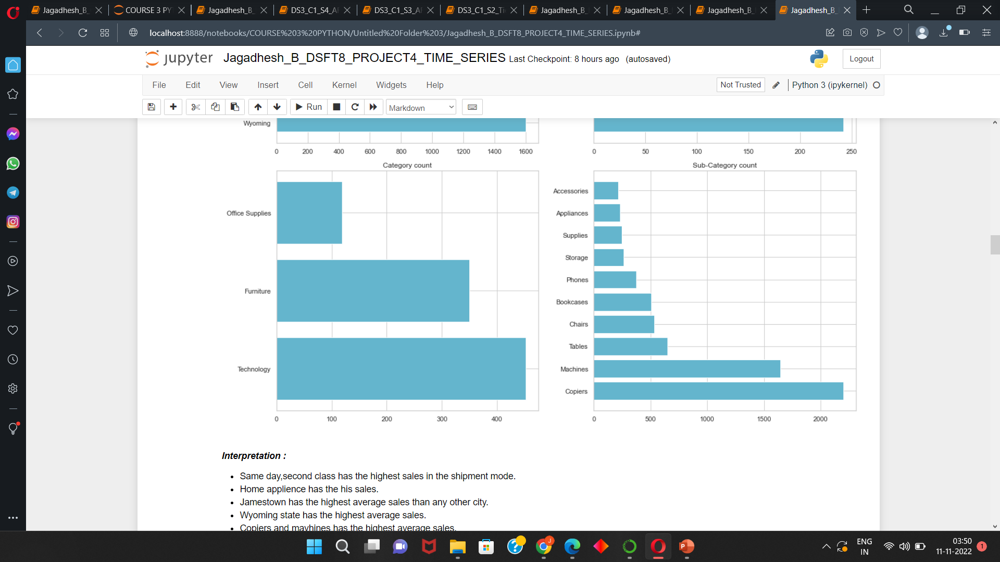 Jagadhesh_B_
COURSE 3 PY
Jagadhesh_B_
DS3_C1_S4_A
DS3_C1_S3_A
DS3_C1_S2_Ti
Jagadhesh_B_
Jagadhesh_B_
Jagadhesh_B_
Jagadhesh_B_
localhost:8888/notebooks/COURSE%203%20PYTHON/Untitled%20Folder%203/Jagadhesh_B_DSFT8_PROJECT4_TIME_SERIES.ipynb#
jupyter Jagadhesh_B_DSFT8_PROJECT4_TIME_SERIES Last Checkpoint: 8 hours ago (autosaved)
Logout
File Edit View Insert Cell Kernel Widgets Help
Not Trusted
Python 3 (ipykernel)
Run
Markdown
Wyoming
0 200 400 600 800 1000 1200 1400 1600
0 50 100 150 200 250
Category count
Office Supplies
Furniture
Technology
0 100 200 300 400
Sub-Category count
Accessories
Appliances
Supplies
Storage
Phones
Bookcases
Chairs
Tables
Machines
Copiers
0 500 1000 1500 2000
Interpretation :
• Same day,second class has the highest sales in the shipment mode.
• Home applience has the his sales.
• Jamestown has the highest average sales than any other city.
• Wyoming state has the highest average sales.
• Copiers and mayhines has the highest average sales.
J
P
ENG
IN
03:50
11-11-2022
1